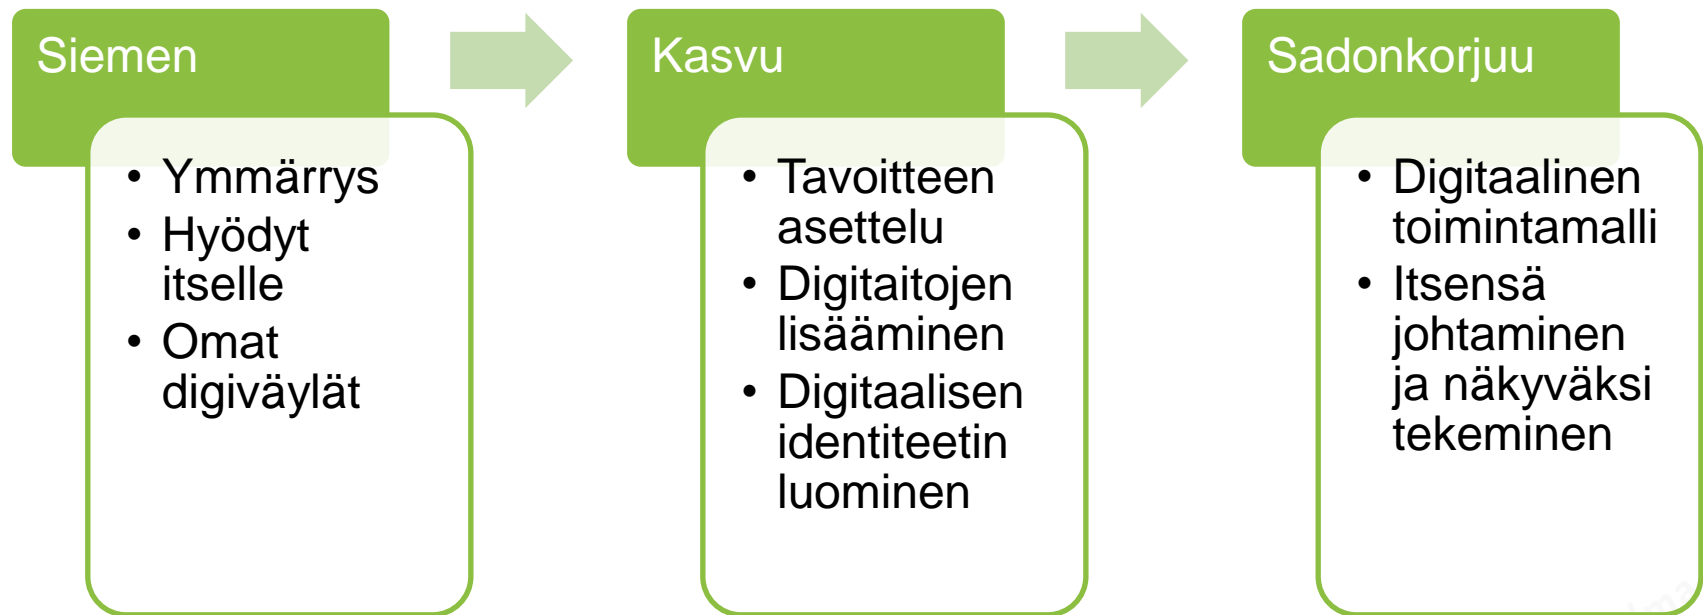 Siemen
• Ymmärrys
• Hyödyt
itselle
• Omat
digiväylät
Kasvu
• Tavoitteen
asettelu
• Digitaitojen
lisääminen
• Digitaalisen
identiteetin
luominen
Sadonkorjuu
• Digitaalinen
toimintamalli
• Itsensä
johtaminen
ja näkyväksi
tekeminen